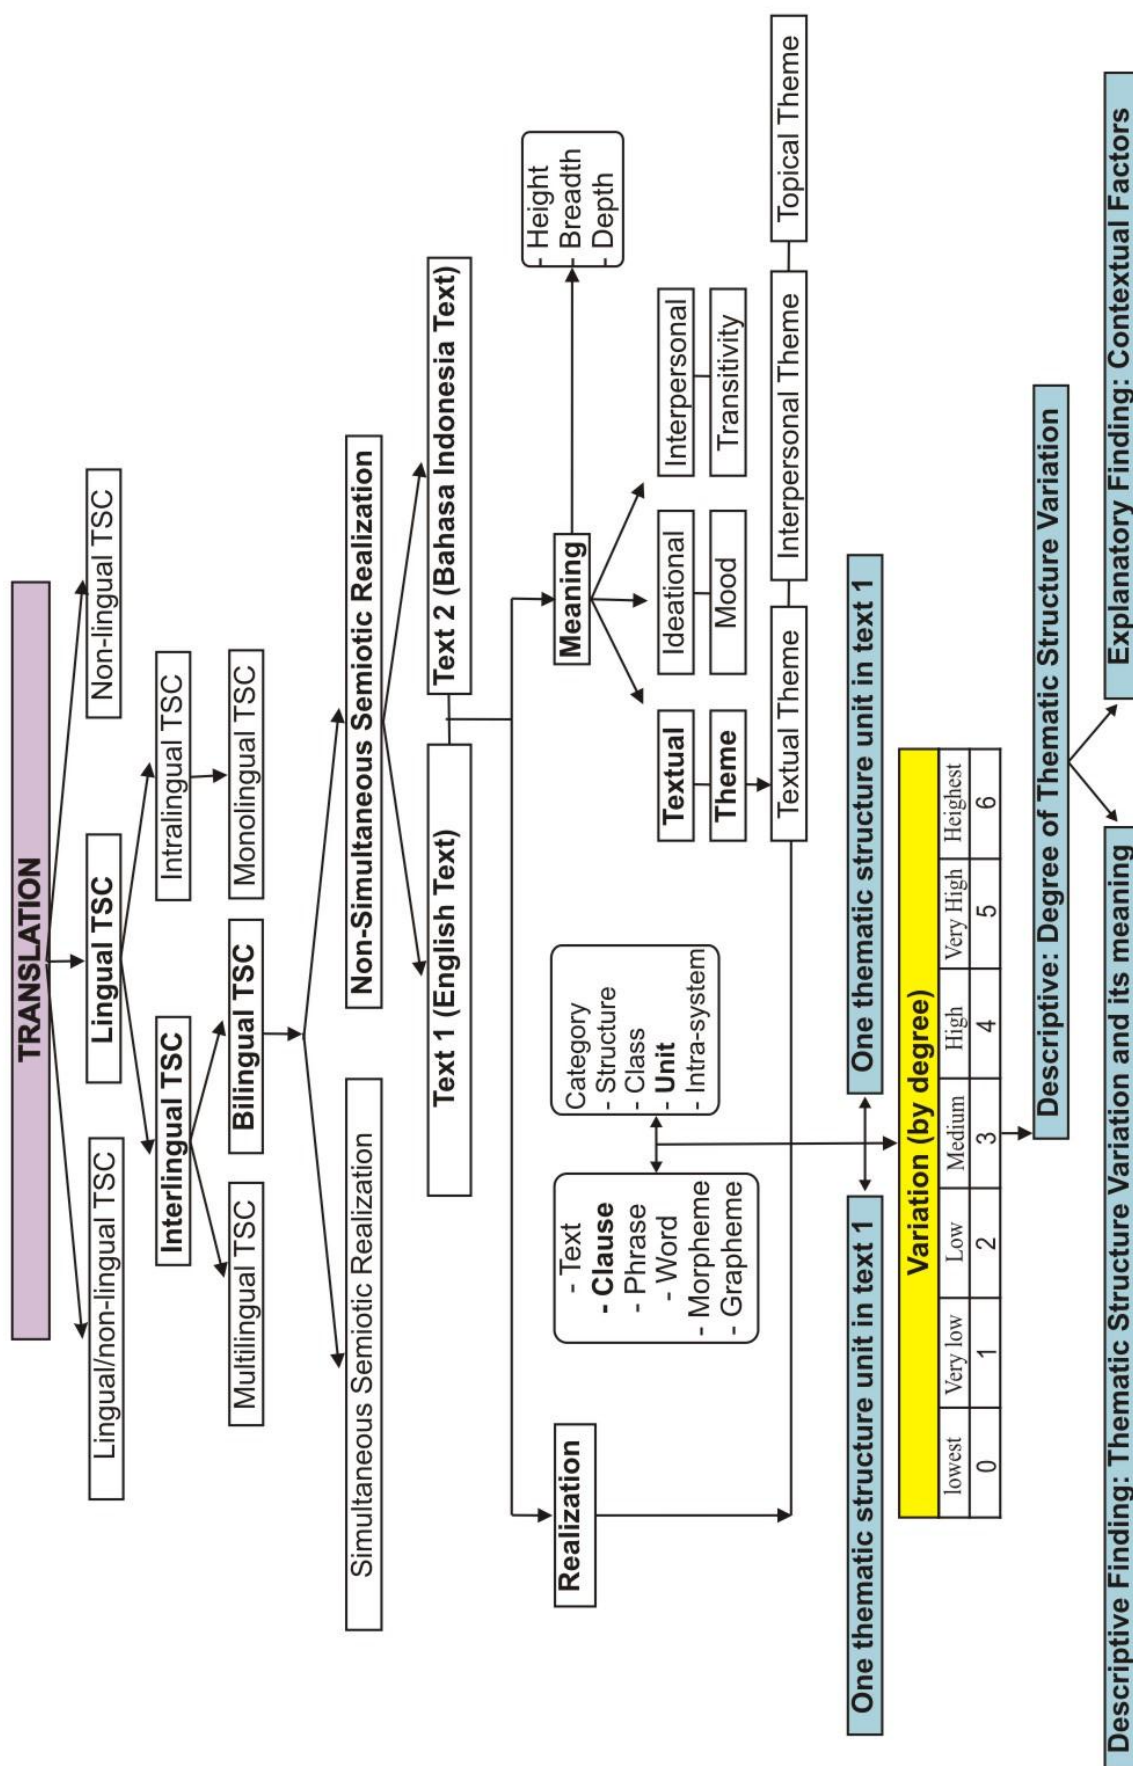 TRANSLATION
Lingual/non-lingual TSC
Lingual TSC
Non-lingual TSC
Interlingual TSC
Intralingual TSC
Multilingual TSC
Bilingual TSC
Monolingual TSC
Simultaneous Semiotic Realization
Non-Simultaneous Semiotic Realization
Text 1 (English Text)
Text 2 (Bahasa Indonesia Text)
Realization
Meaning
- Height
- Breadth
- Depth
- Text
- Clause
- Phrase
- Word
- Morpheme
- Grapheme
Category
- Structure
- Class
- Unit
- Intra-system
Textual
Ideational
Interpersonal
Theme
Mood
Transitivity
Textual Theme
Interpersonal Theme
Topical Theme
One thematic structure unit in text 1
One thematic structure unit in text 1
Variation (by degree)
lowest
Very low
Low
Medium
High
Very High
Heighest
0
1
2
3
4
5
6
Descriptive: Degree of Thematic Structure Variation
Descriptive Finding: Thematic Structure Variation and its meaning
Explanatory Finding: Contextual Factors